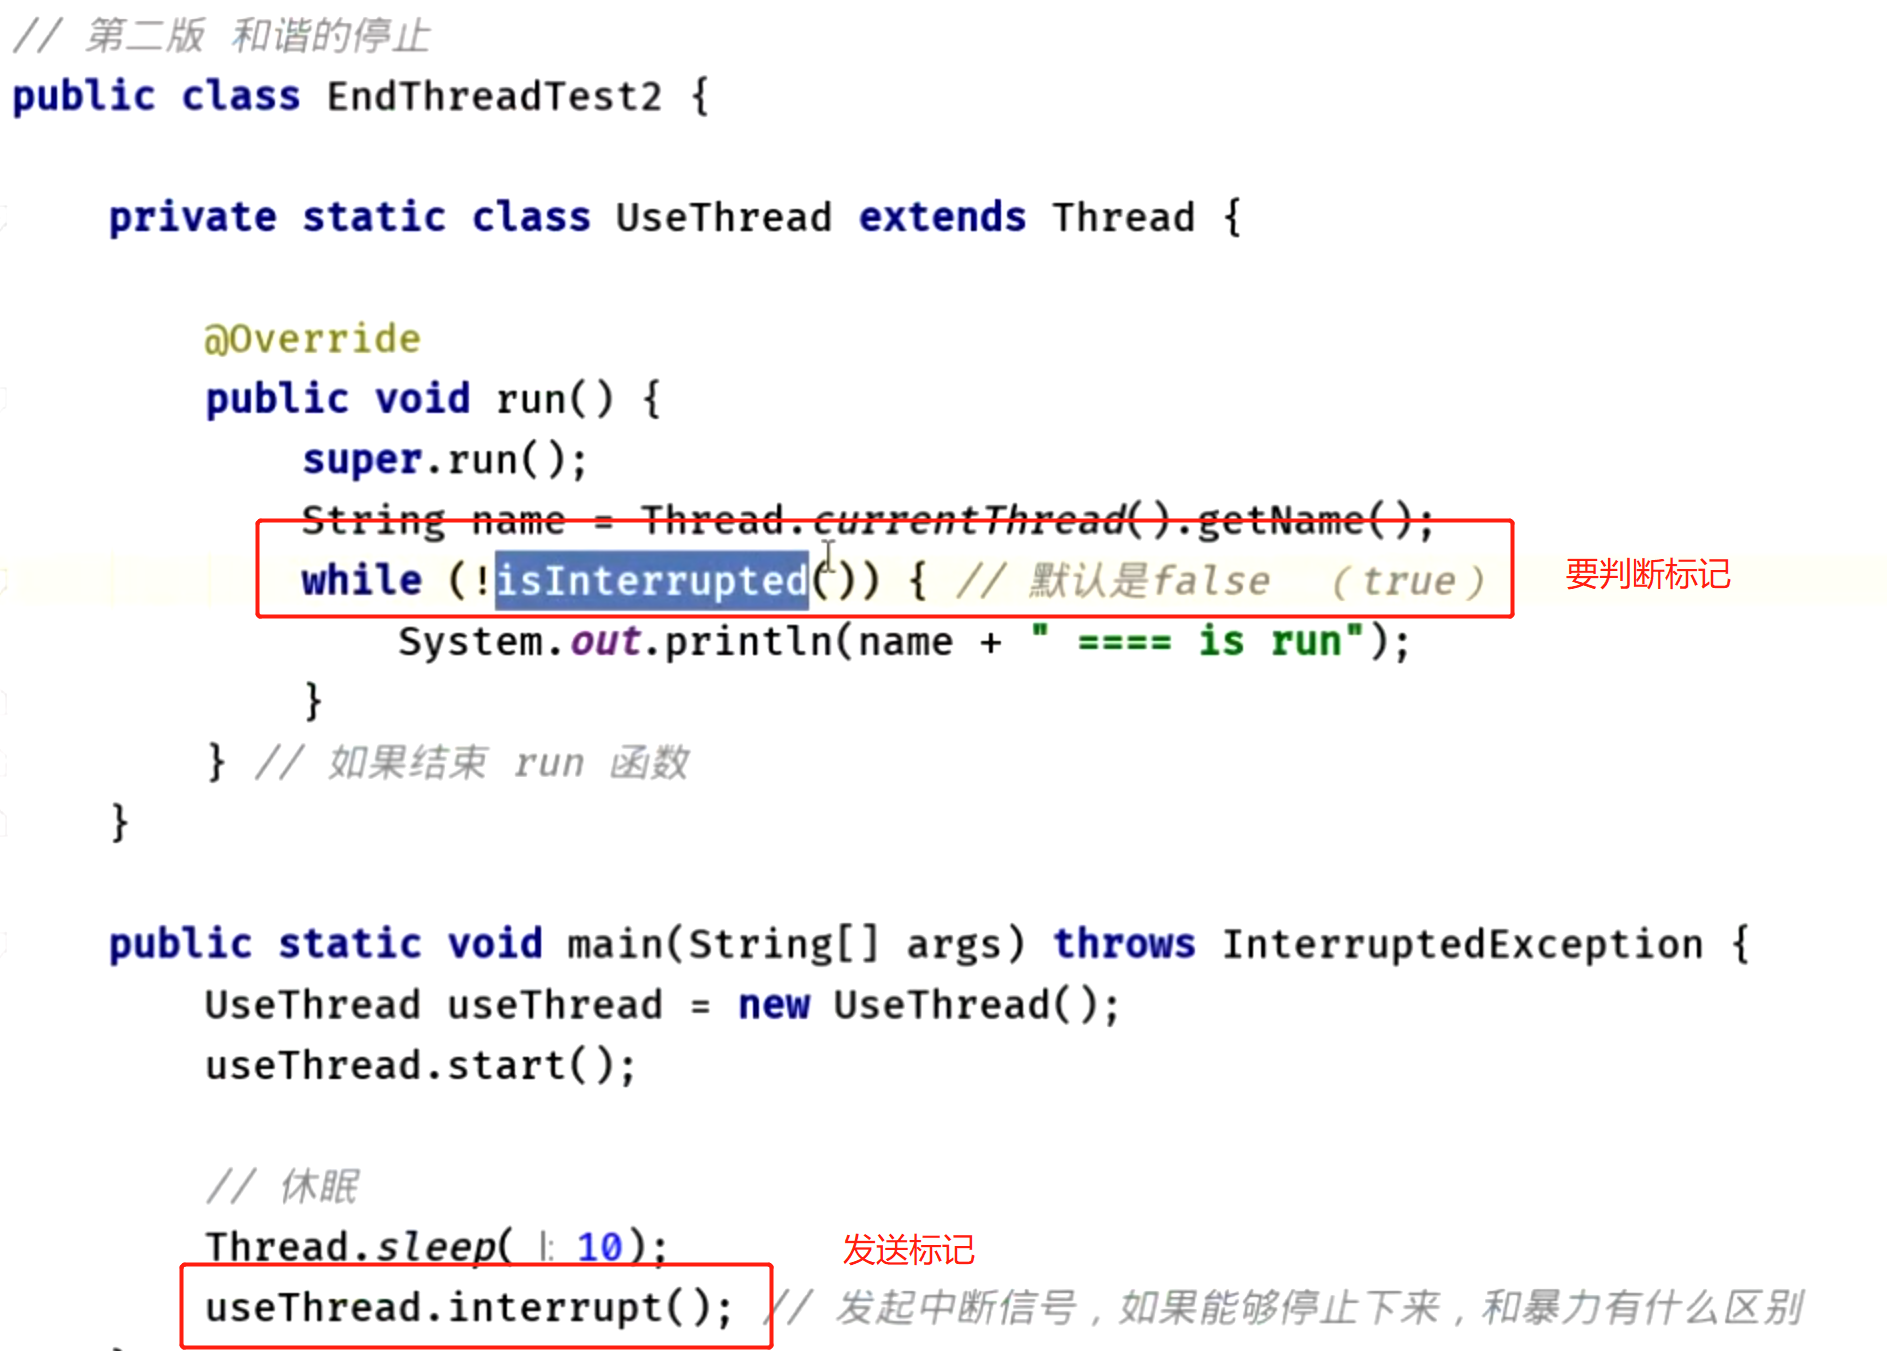 // 第二版 和谐的停止
public class EndThreadTest2 {
private static class UseThread extends Thread {
@Override
public void run() {
super.run();
String name = Thread.currentThread().getName();
while (!isInterrupted()) { // 默认是false （true） 要判断标记
System.out.println(name + " ==== is run");
}
} // 如果结束 run 函数
}
public static void main(String[] args) throws InterruptedException {
UseThread useThread = new UseThread();
useThread.start();
// 休眠
Thread.sleep( l: 10); 发送标记
useThread.interrupt(); // 发起中断信号，如果能够停止下来，和暴力有什么区别